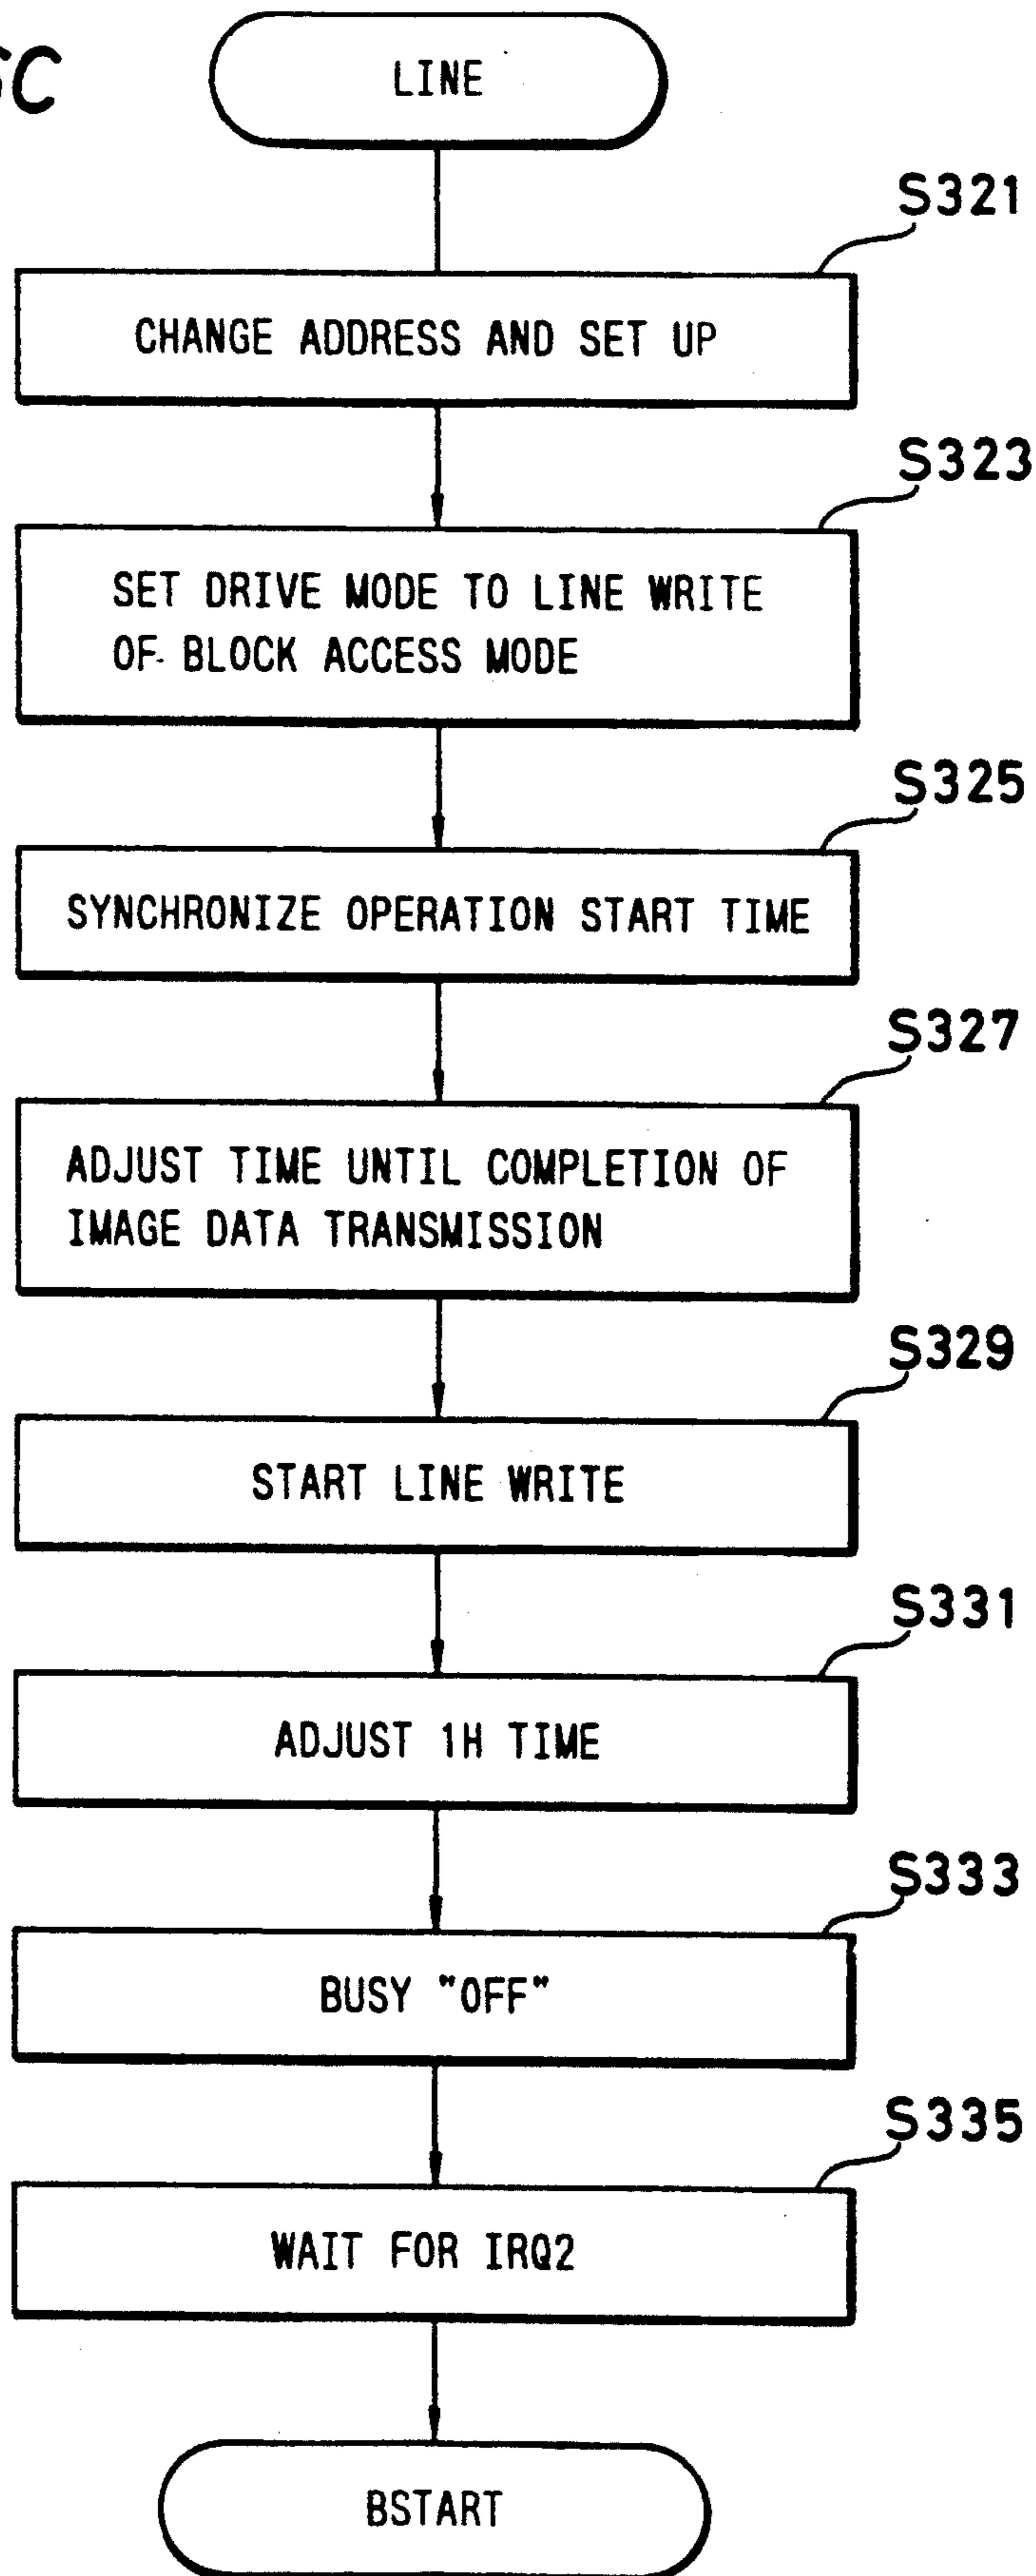 LINE
S321
CHANGE ADDRESS AND SET UP
S323
SET DRIVE MODE TO LINE WRITE
OF BLOCK ACCESS MODE
S325
SYNCHRONIZE OPERATION START TIME
S327
ADJUST TIME UNTIL COMPLETION OF
IMAGE DATA TRANSMISSION
S329
START LINE WRITE
S331
ADJUST 1H TIME
S333
BUSY "OFF"
S335
WAIT FOR IRQ2
BSTART